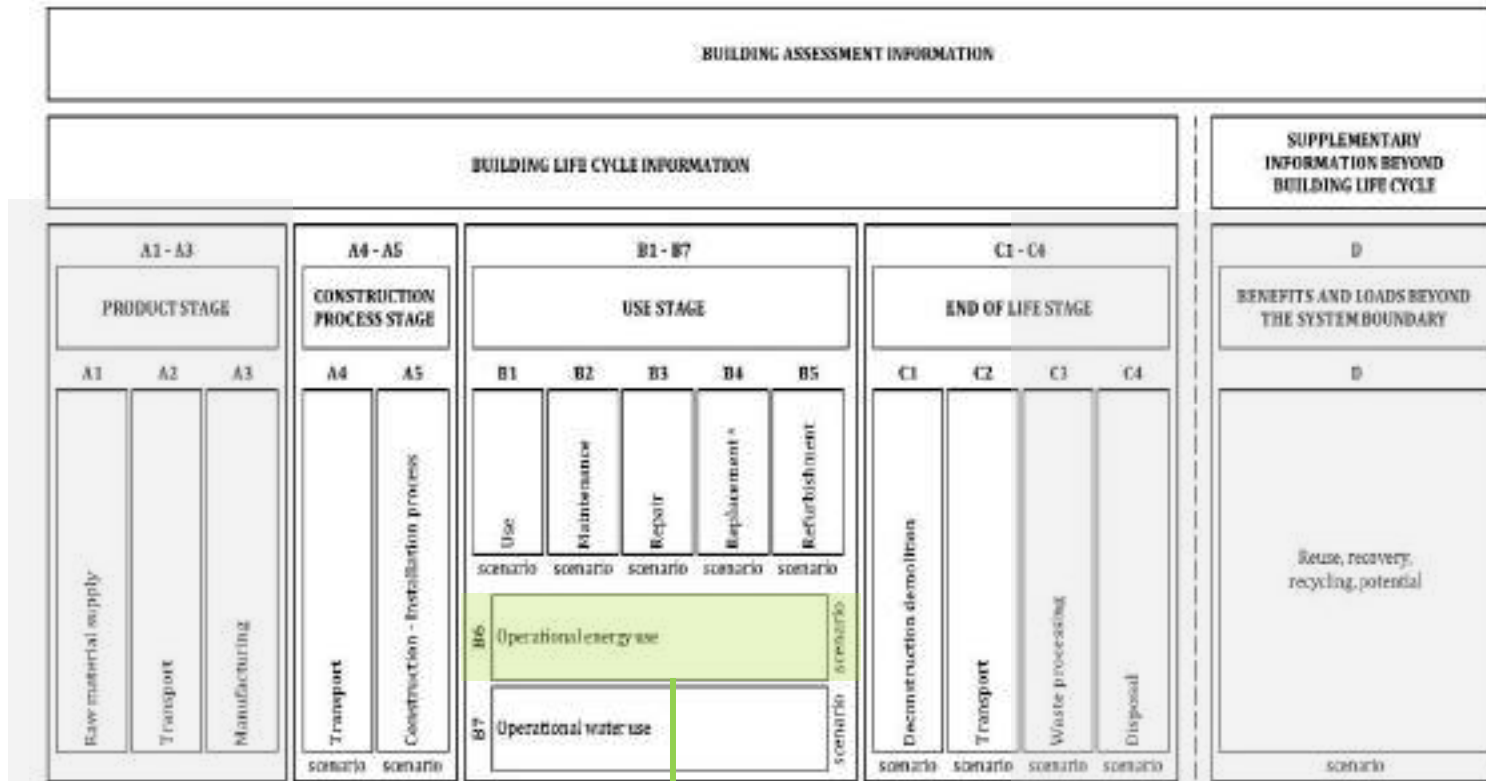 BUILDING ASSESSMENT INFORMATION
BUILDING LIFE CYCLE INFORMATION
SUPPLEMENTARY
INFORMATION BEYOND
BUILDING LIFE CYCLE
A1 - A3
PRODUCT STAGE
A4 - A5
CONSTRUCTION
PROCESS STAGE
B1 - B7
USE STAGE
C1 - C4
END OF LIFE STAGE
D
BENEFITS AND LOADS BEYOND
THE SYSTEM BOUNDARY
A1
A2
A3
A4
A5
B1
B2
B3
B4
B5
C1
C2
C3
C4
D
Raw material supply
Transport
Manufacturing
Transport
scenario
Construction - Installation process
scenario
Use
scenario
Maintenance
scenario
Repair
scenario
Replacement
scenario
Refurbishment
scenario
B6
Operational energy use
scenario
B7
Operational water use
scenario
Deconstruction demolition
scenario
Transport
scenario
Waste processing
scenario
Disposal
scenario
Reuse, recovery,
recycling, potential
scenario